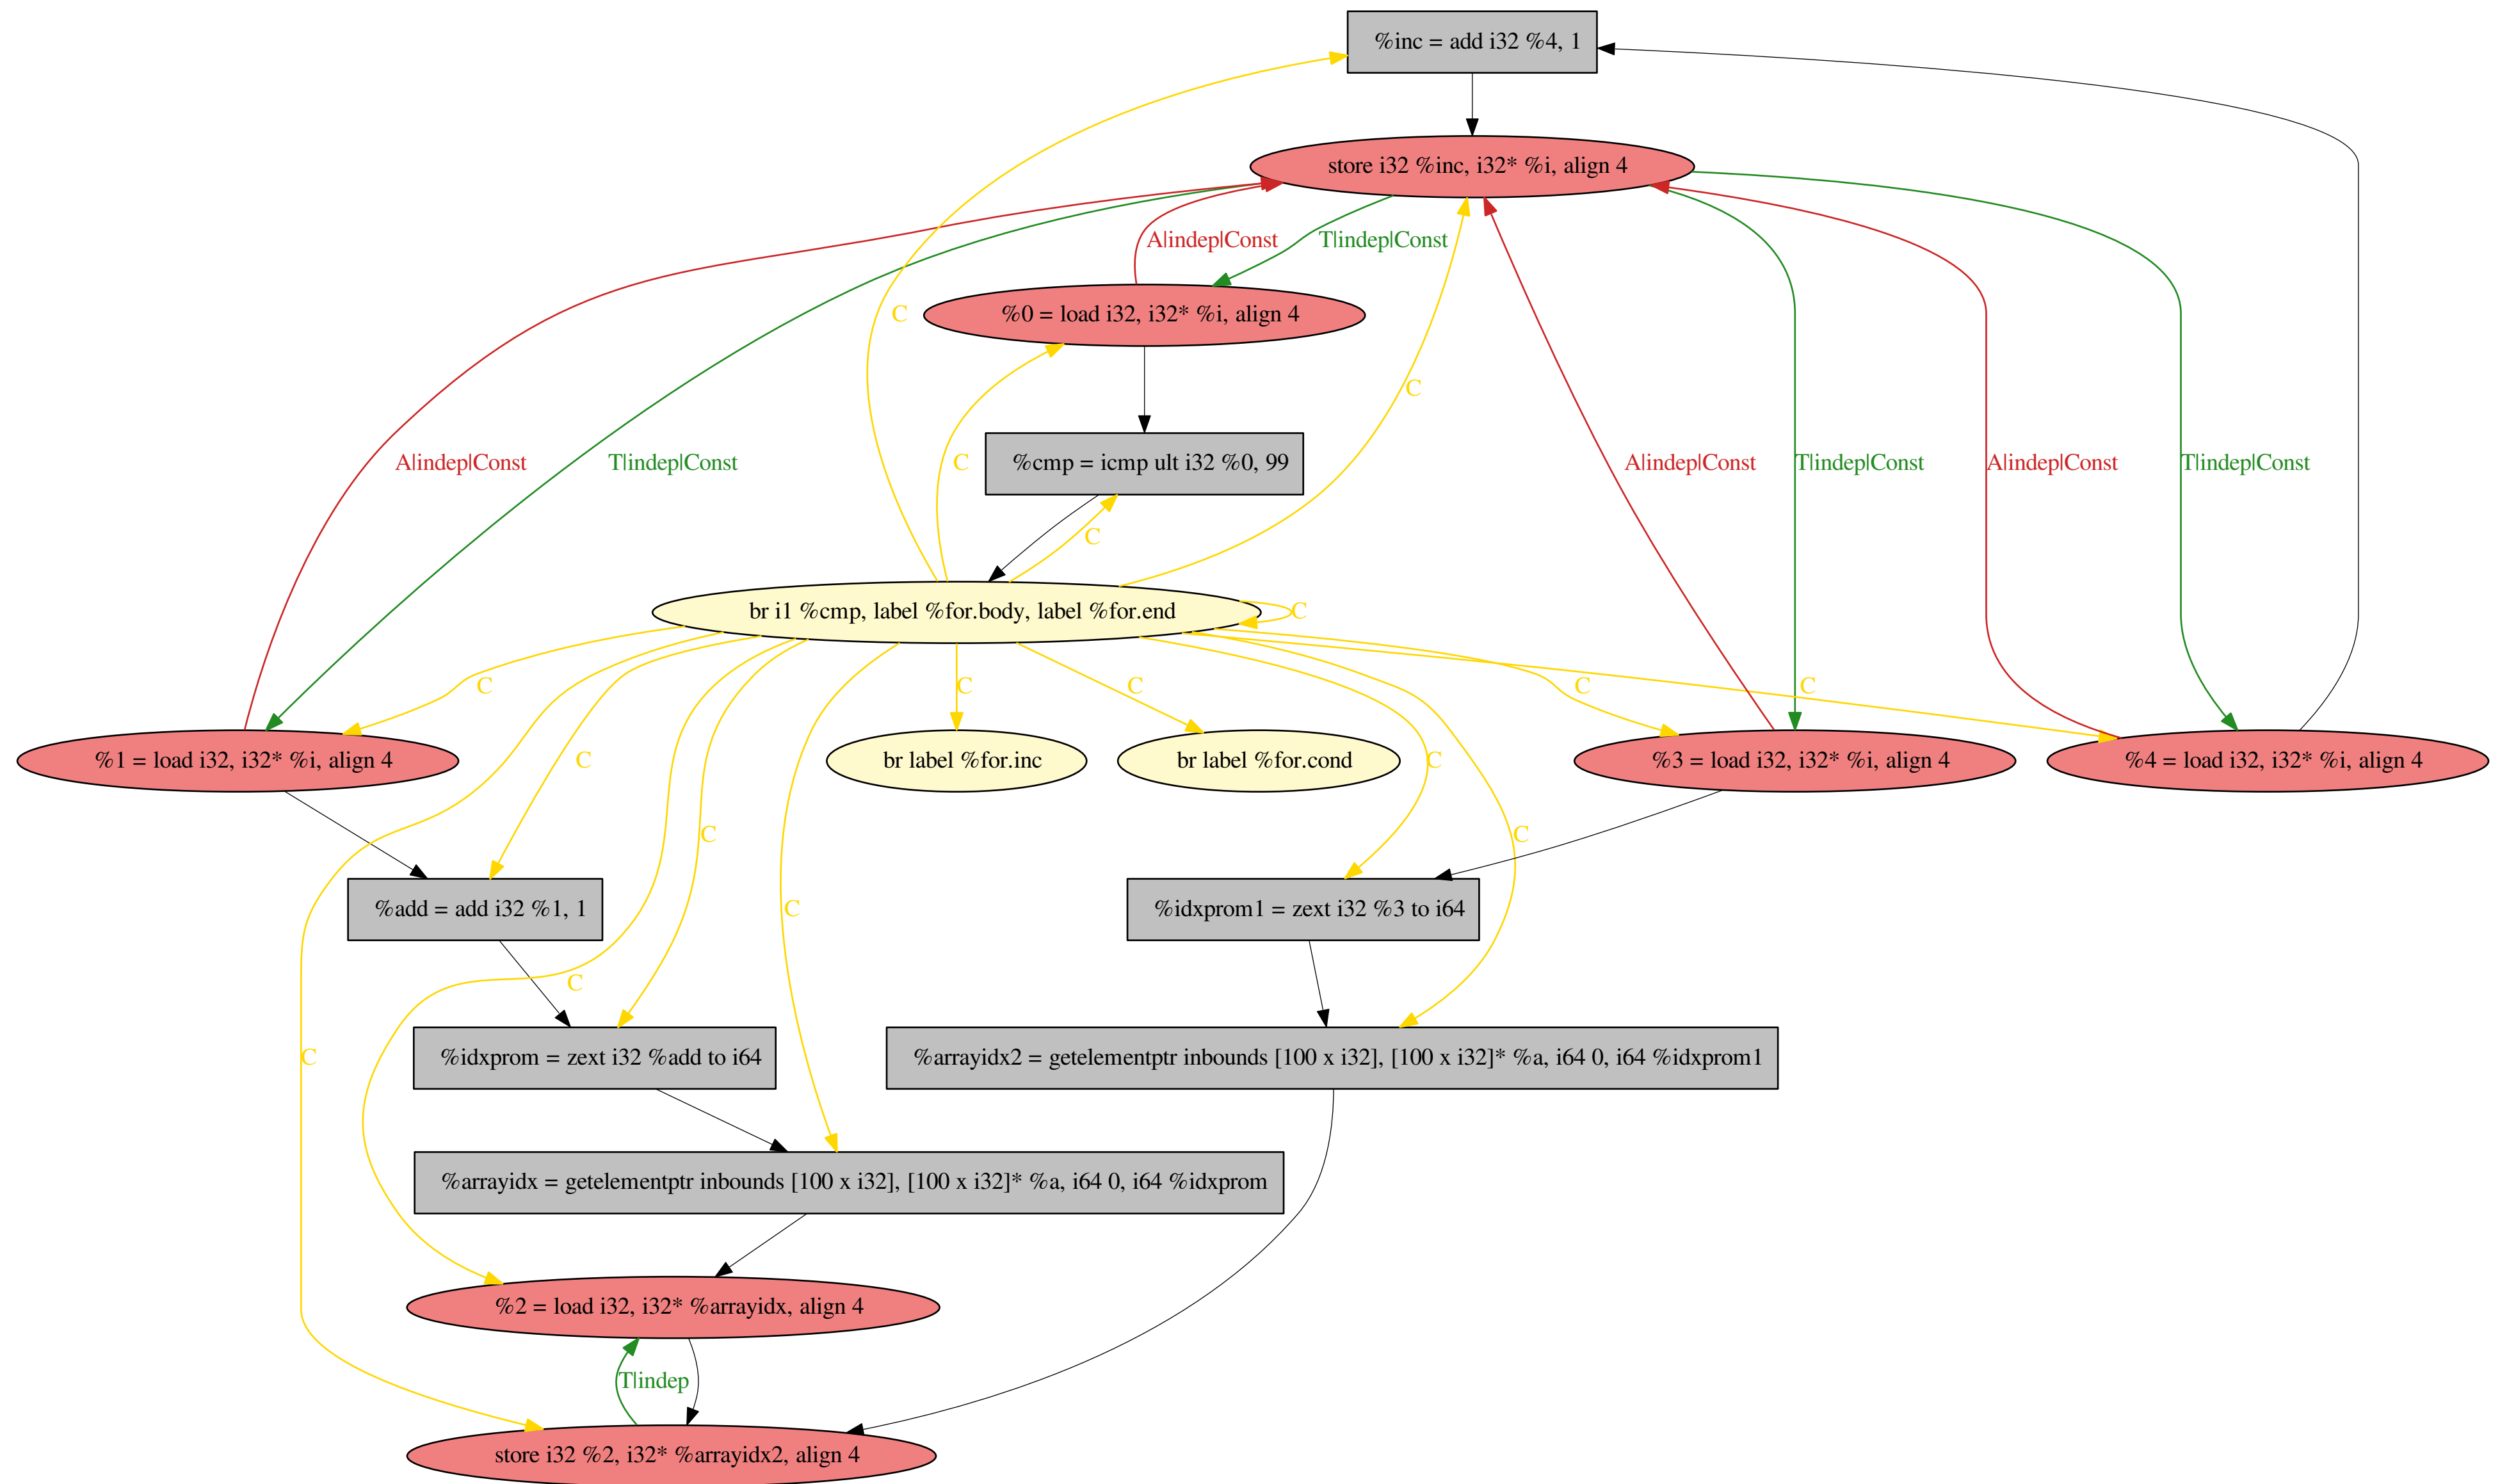 %inc = add i32 %4, 1
store i32 %inc, i32* %i, align 4
A|indep|Const
T|indep|Const
C
%0 = load i32, i32* %i, align 4
C
C
%cmp = icmp ult i32 %0, 99
A|indep|Const
T|indep|Const
A|indep|Const
T|indep|Const
A|indep|Const
T|indep|Const
C
C
br i1 %cmp, label %for.body, label %for.end
C
C
C
C
C
C
%1 = load i32, i32* %i, align 4
C
br label %for.inc
br label %for.cond
C
%3 = load i32, i32* %i, align 4
%4 = load i32, i32* %i, align 4
C
C
%add = add i32 %1, 1
C
%idxprom1 = zext i32 %3 to i64
C
C
%idxprom = zext i32 %add to i64
%arrayidx2 = getelementptr inbounds [100 x i32], [100 x i32]* %a, i64 0, i64 %idxprom1
%arrayidx = getelementptr inbounds [100 x i32], [100 x i32]* %a, i64 0, i64 %idxprom
%2 = load i32, i32* %arrayidx, align 4
T|indep
store i32 %2, i32* %arrayidx2, align 4